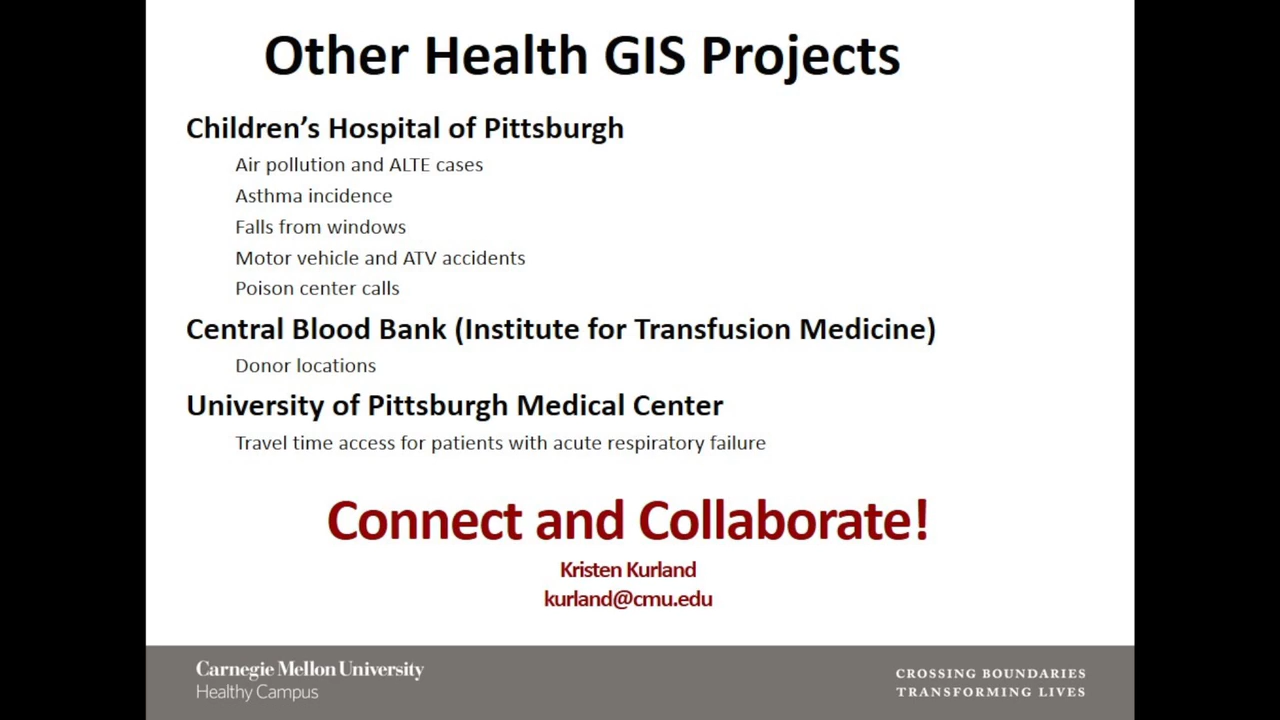 Other Health GIS Projects
Children’s Hospital of Pittsburgh
Air pollution and ALTE cases
Asthma incidence
Falls from windows
Motor vehicle and ATV accidents
Poison center calls
Central Blood Bank (Institute for Transfusion Medicine)
Donor locations
University of Pittsburgh Medical Center
Travel time access for patients with acute respiratory failure
Connect and Collaborate!
Kristen Kurland
kurland@cmu.edu
Carnegie Mellon University
Healthy Campus
CROSSING BOUNDARIES
TRANSFORMING LIVES